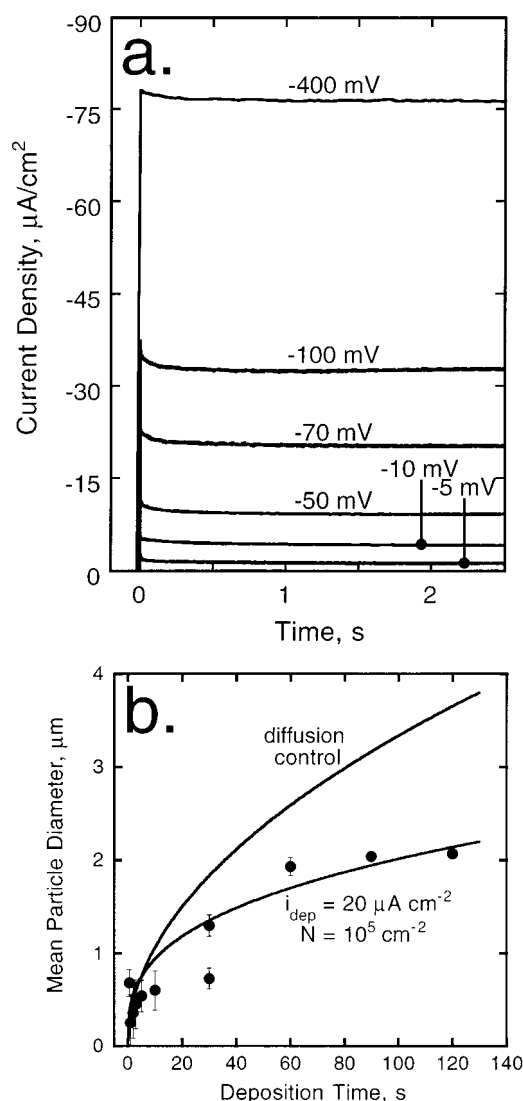 a.
-90
-75
-60
-45
-30
-15
0
Current Density, μA/cm²
-400 mV
-100 mV
-70 mV
-10 mV
-5 mV
-50 mV
0 1 2
Time, s
b.
4
3
2
1
0
Mean Particle Diameter, μm
diffusion
control
i_dep = 20 μA cm⁻²
N = 10⁵ cm⁻²
0 20 40 60 80 100 120 140
Deposition Time, s